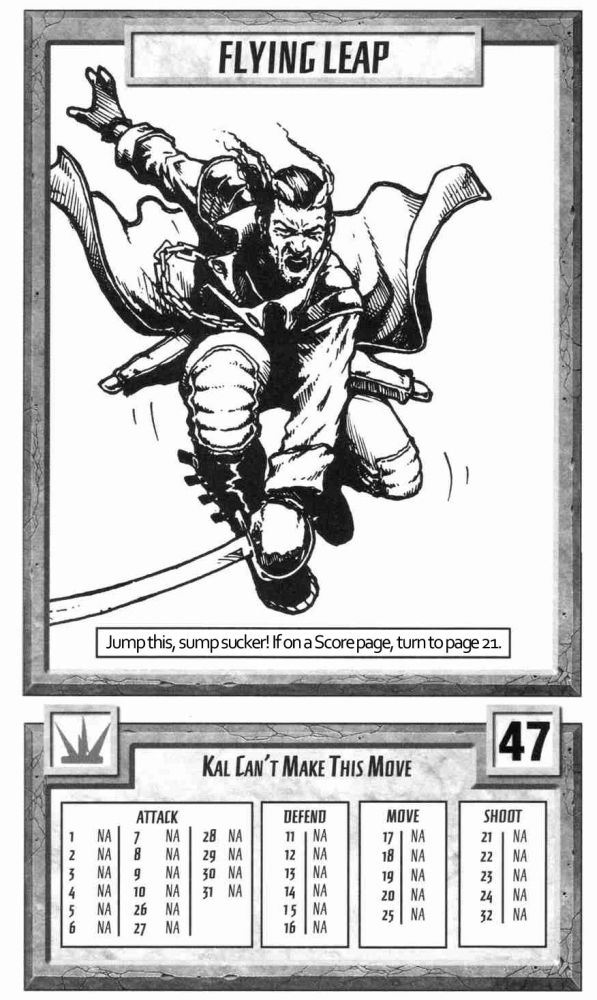 FLYING LEAP
Jump this, sump sucker! If on a Score page, turn to page 21.
47
KAL CAN'T MAKE THIS MOVE
ATTACK DEFEND MOVE SHOOT
1 NA 7 NA 28 NA 11 NA 17 NA 21 NA
2 NA 8 NA 29 NA 12 NA 18 NA 22 NA
3 NA 9 NA 30 NA 13 NA 19 NA 23 NA
4 NA 10 NA 31 NA 14 NA 20 NA 24 NA
5 NA 26 NA 15 NA 25 NA 32 NA
6 NA 27 NA 16 NA